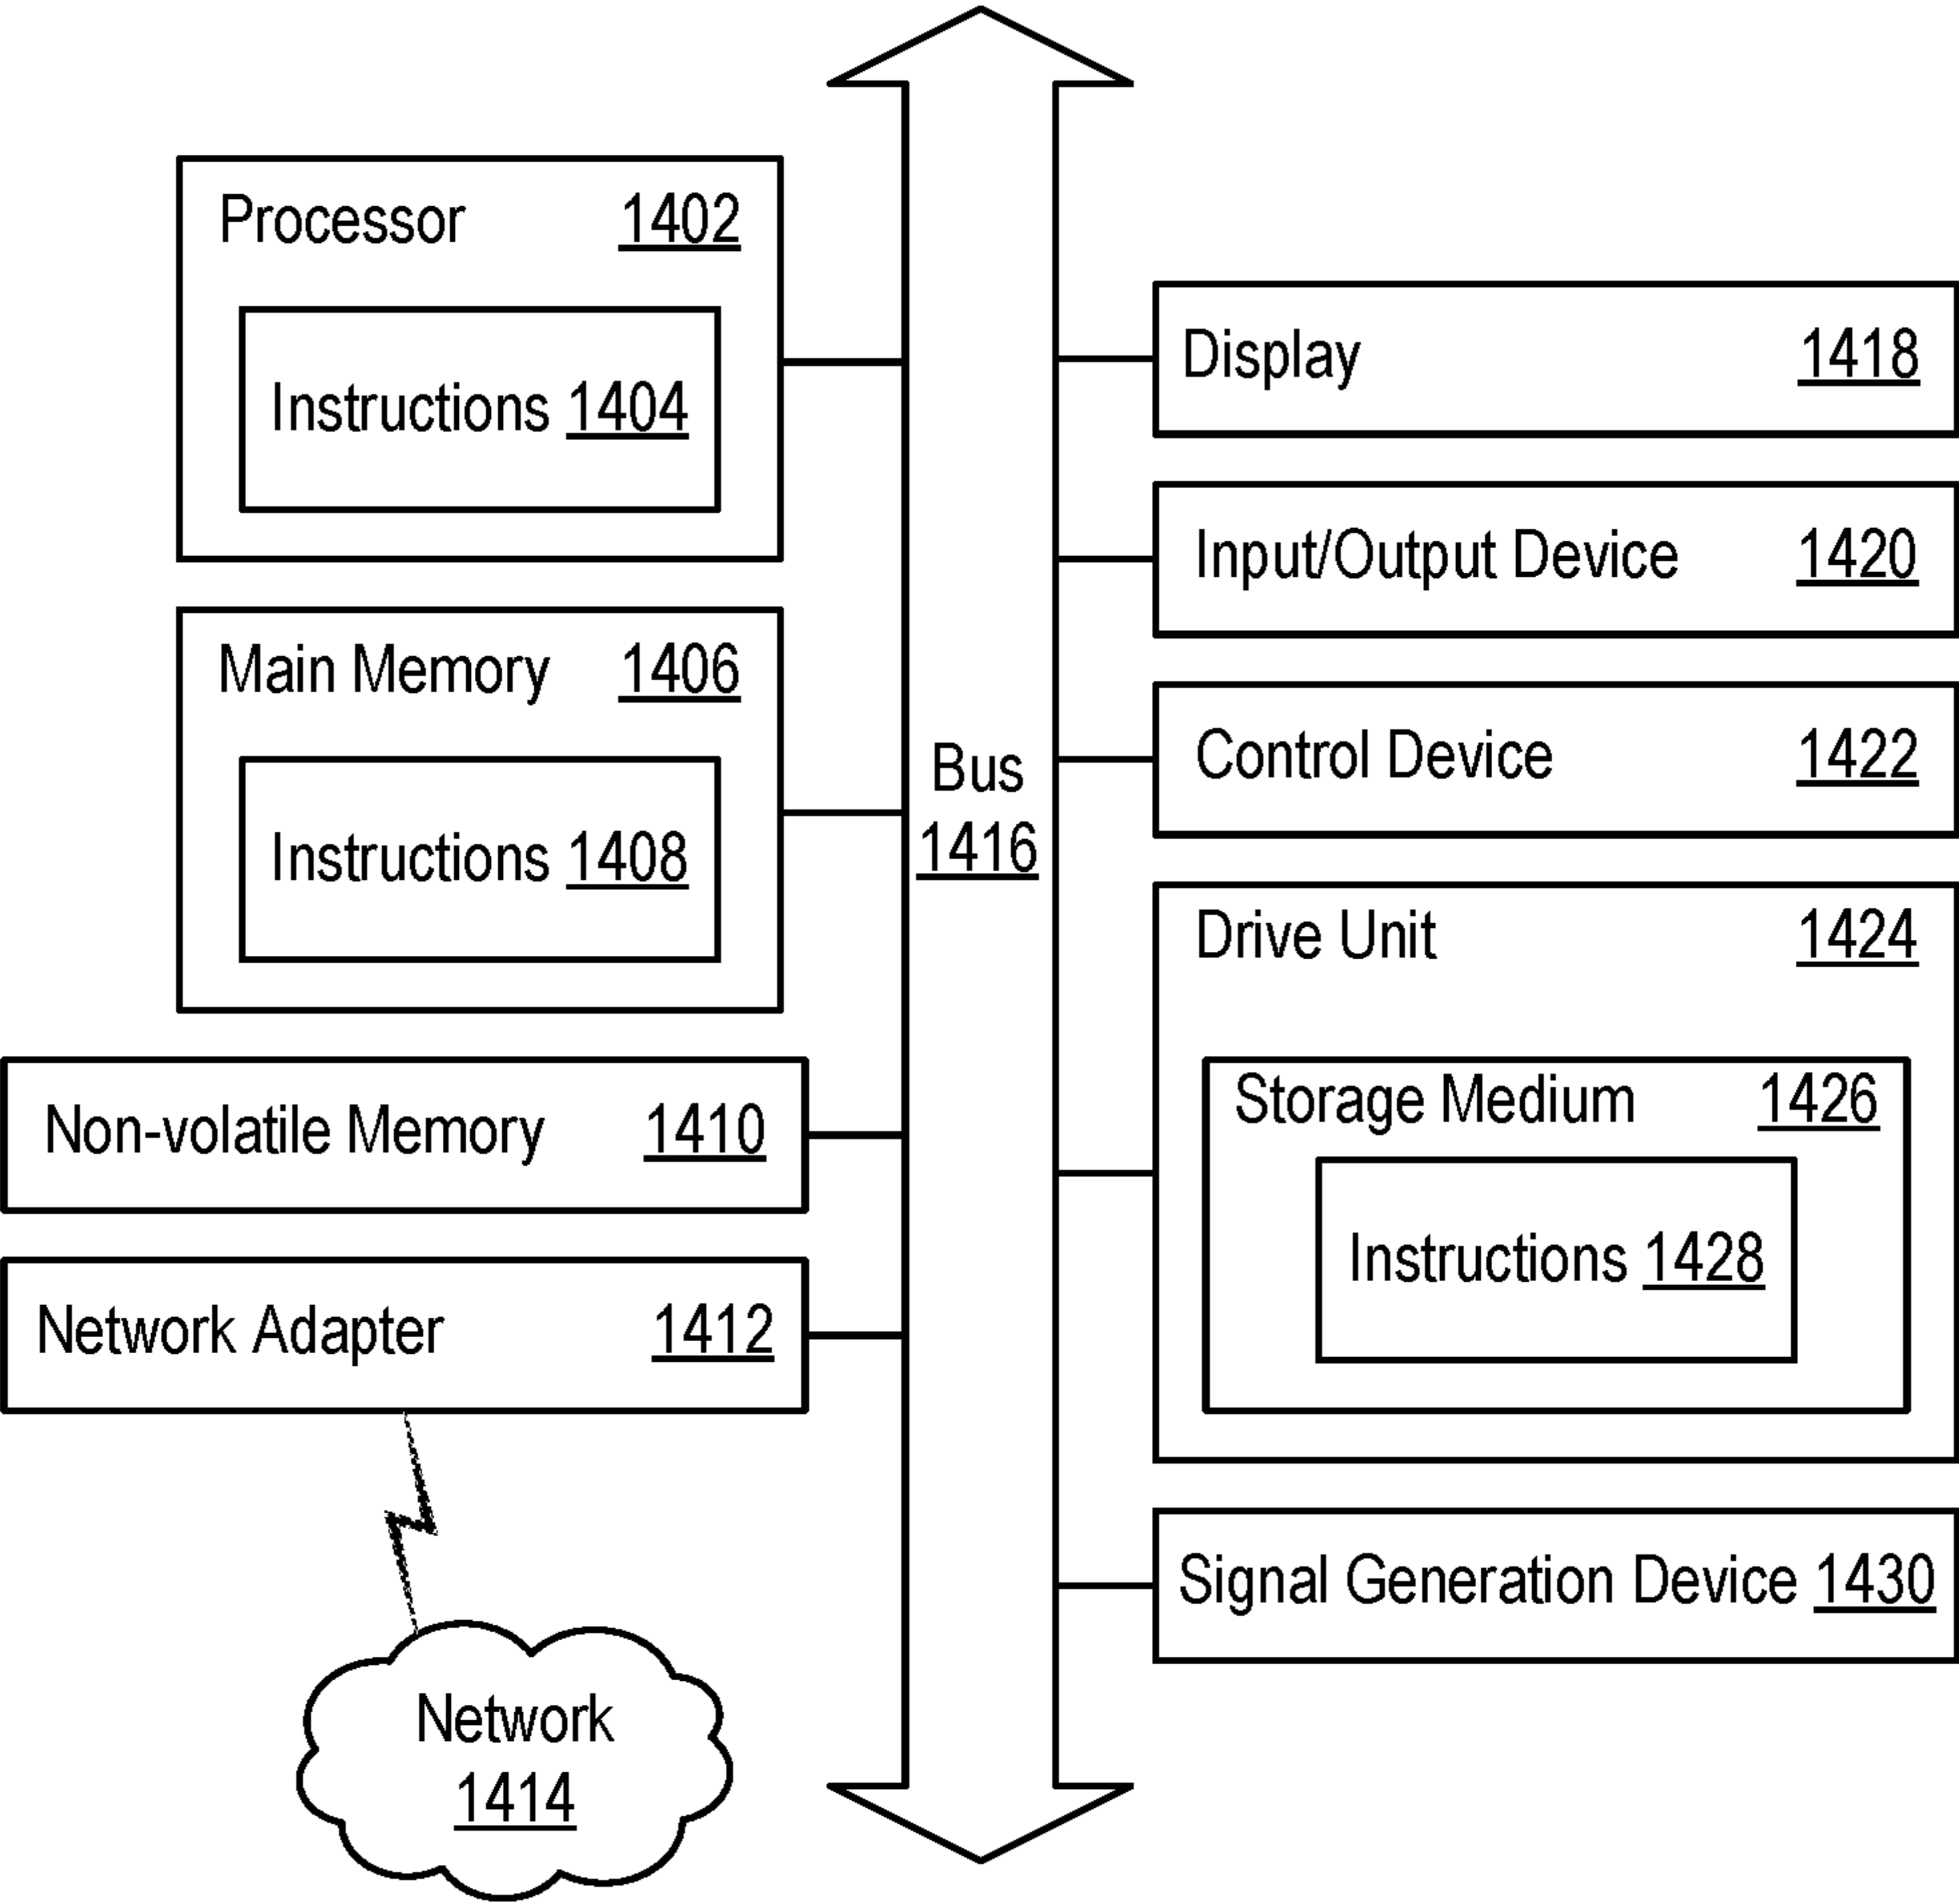 Processor 1402
Instructions 1404
Main Memory 1406
Instructions 1408
Non-volatile Memory 1410
Network Adapter 1412
Network
1414
Bus
1416
Display 1418
Input/Output Device 1420
Control Device 1422
Drive Unit 1424
Storage Medium 1426
Instructions 1428
Signal Generation Device 1430